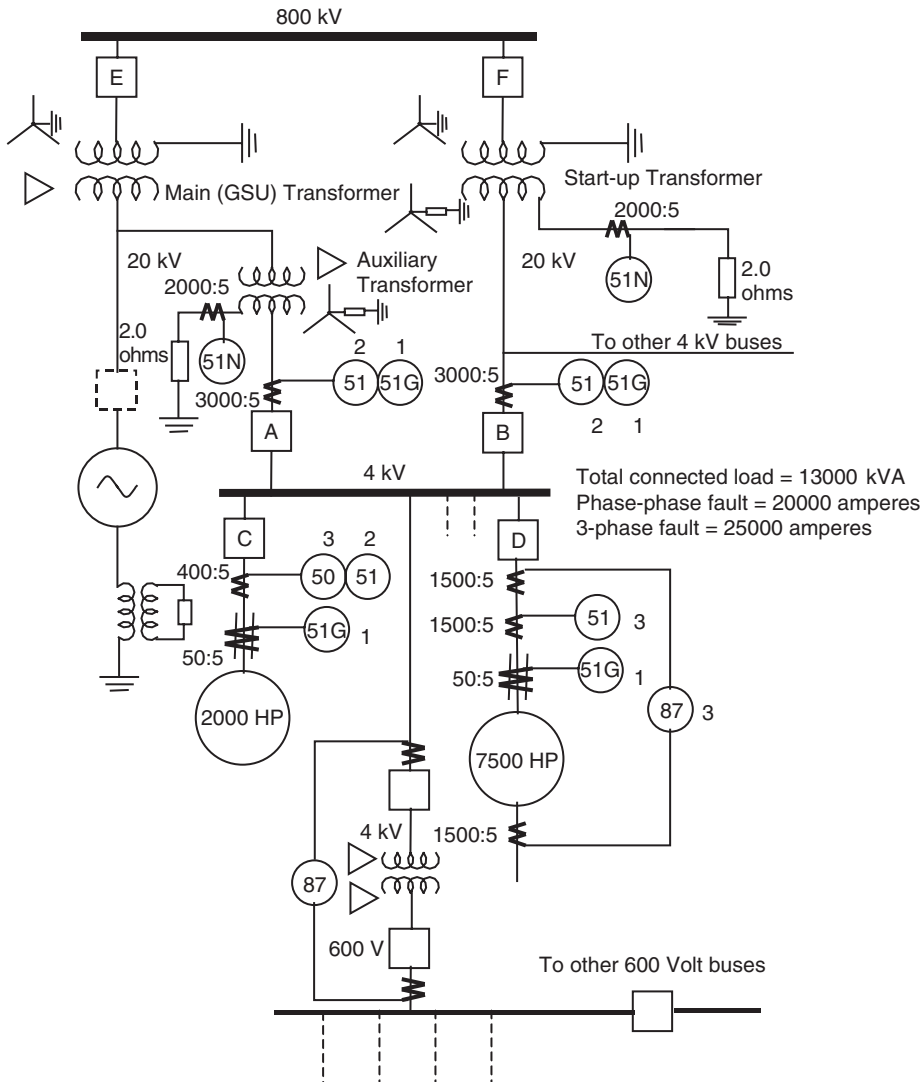 800 kV
E
F
Main (GSU) Transformer
Start-up Transformer
2000:5
20 kV
Auxiliary
Transformer
20 kV
51N
2.0
ohms
2000:5
2.0
ohms
51N
To other 4 kV buses
2 1
51 51G
3000:5
3000:5
51 51G
2 1
A
B
4 kV
Total connected load = 13000 kVA
Phase-phase fault = 20000 amperes
3-phase fault = 25000 amperes
C
D
3 2
400:5
50 51
1500:5
51G 1
1500:5
51 3
50:5
50:5
51G 1
2000 HP
7500 HP
87 3
4 kV
1500:5
87
600 V
To other 600 Volt buses